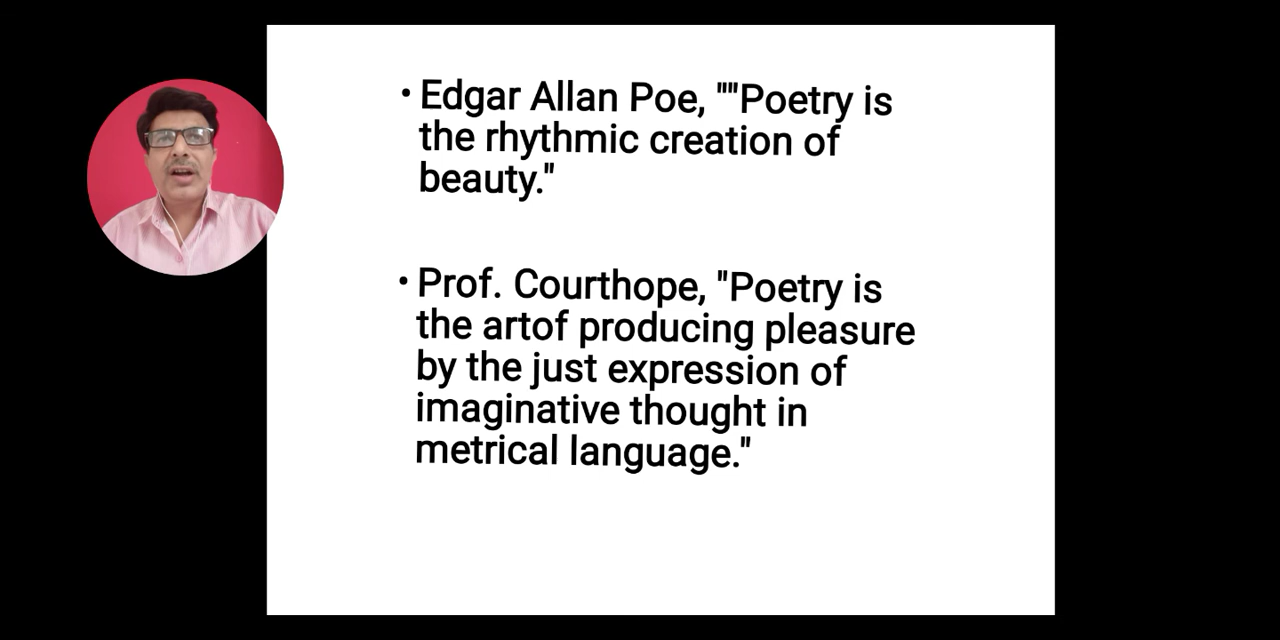 • Edgar Allan Poe, ""Poetry is
the rhythmic creation of
beauty."
• Prof. Courthope, "Poetry is
the artof producing pleasure
by the just expression of
imaginative thought in
metrical language."